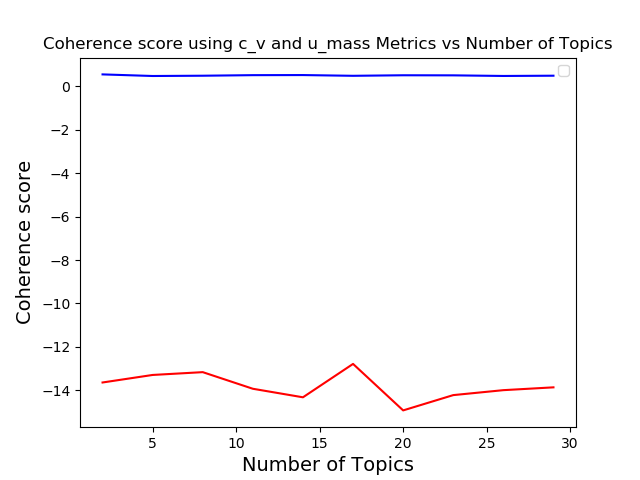 Coherence score using c_v and u_mass Metrics vs Number of Topics
0
−2
−4
−6
−8
−10
−12
−14
Coherence score
5 10 15 20 25 30
Number of Topics